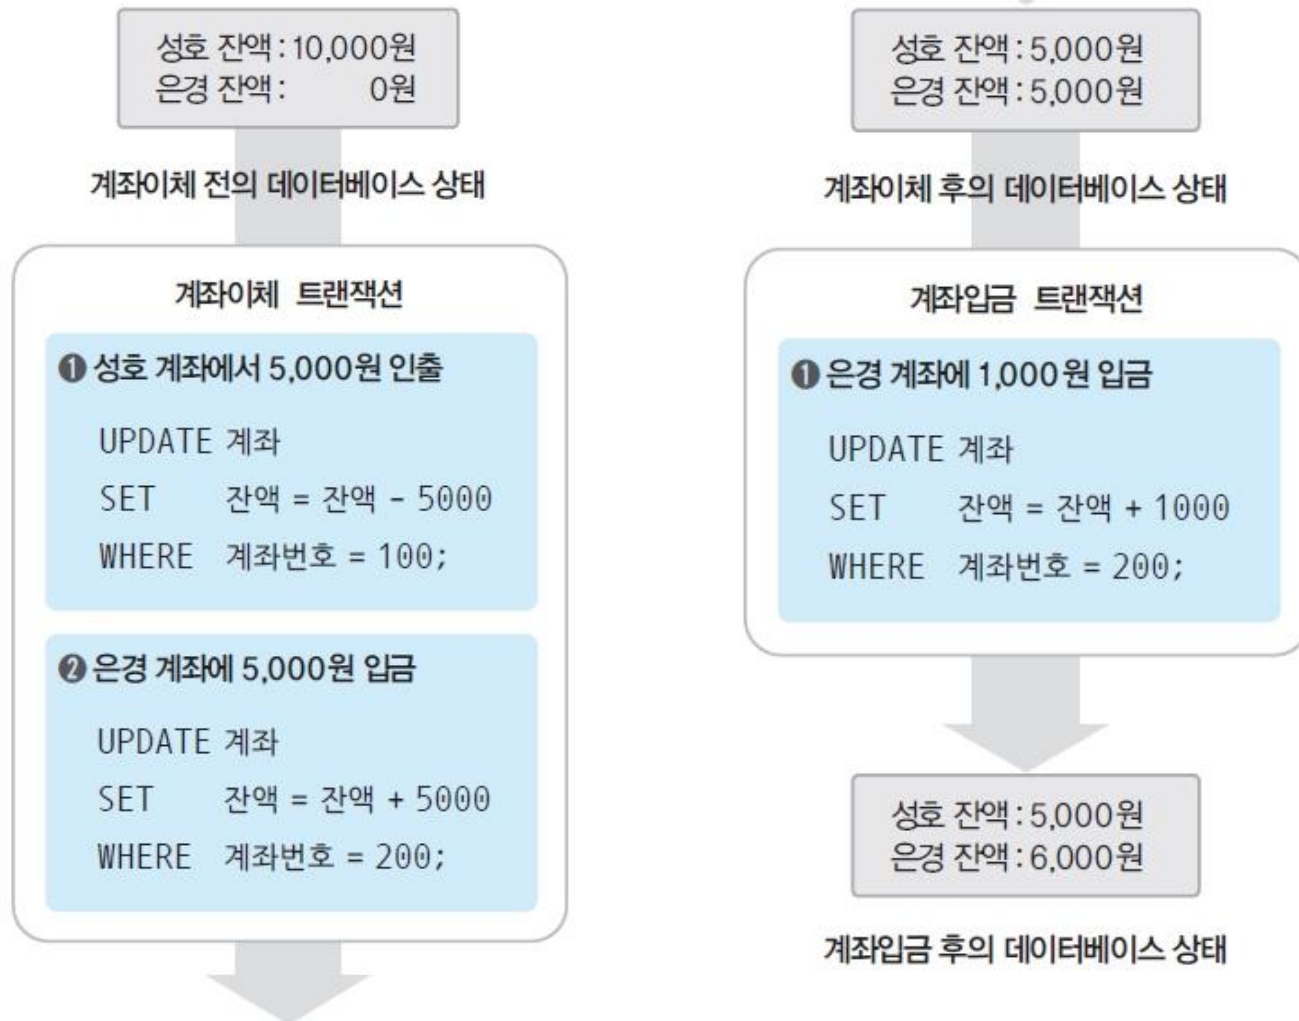 성호 잔액 : 10,000원
은경 잔액 : 0원
계좌이체 전의 데이터베이스 상태
계좌이체 트랜잭션
❶ 성호 계좌에서 5,000원 인출
UPDATE 계좌
SET 잔액 = 잔액 - 5000
WHERE 계좌번호 = 100;
❷ 은경 계좌에 5,000원 입금
UPDATE 계좌
SET 잔액 = 잔액 + 5000
WHERE 계좌번호 = 200;
성호 잔액 : 5,000원
은경 잔액 : 5,000원
계좌이체 후의 데이터베이스 상태
계좌입금 트랜잭션
❶ 은경 계좌에 1,000원 입금
UPDATE 계좌
SET 잔액 = 잔액 + 1000
WHERE 계좌번호 = 200;
성호 잔액 : 5,000원
은경 잔액 : 6,000원
계좌입금 후의 데이터베이스 상태